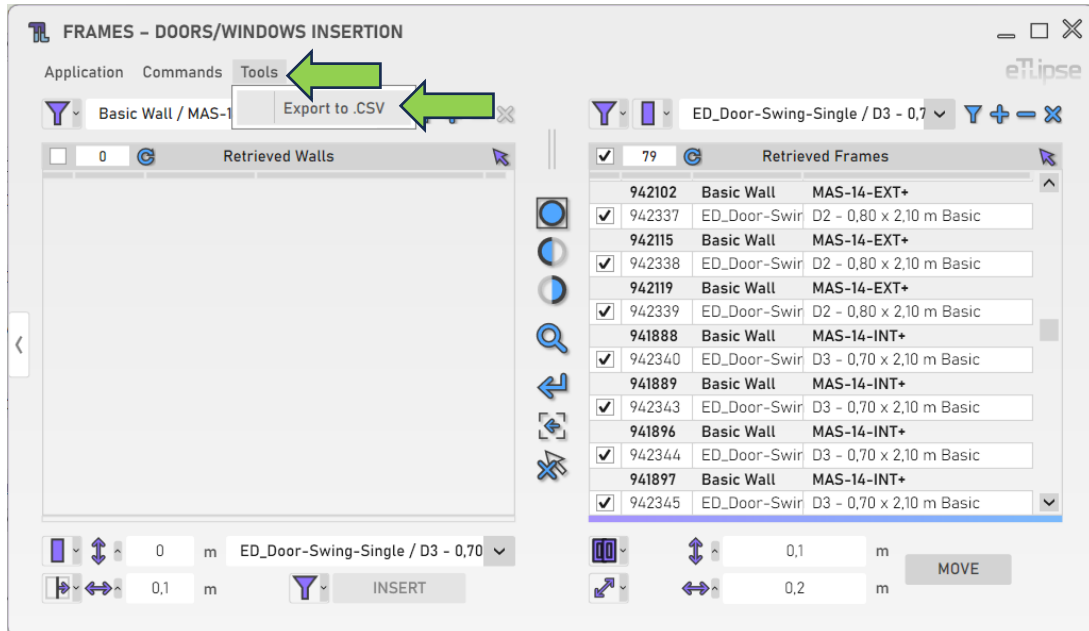 FRAMES – DOORS/WINDOWS INSERTION
eTLipse
Application Commands Tools
Export to .CSV
Basic Wall / MAS-1
ED_Door-Swing-Single / D3 - 0,7
0 Retrieved Walls
79 Retrieved Frames
942102 Basic Wall MAS-14-EXT+
942337 ED_Door-Swir D2 - 0,80 x 2,10 m Basic
942115 Basic Wall MAS-14-EXT+
942338 ED_Door-Swir D2 - 0,80 x 2,10 m Basic
942119 Basic Wall MAS-14-EXT+
942339 ED_Door-Swir D2 - 0,80 x 2,10 m Basic
941888 Basic Wall MAS-14-INT+
942340 ED_Door-Swir D3 - 0,70 x 2,10 m Basic
941889 Basic Wall MAS-14-INT+
942343 ED_Door-Swir D3 - 0,70 x 2,10 m Basic
941896 Basic Wall MAS-14-INT+
942344 ED_Door-Swir D3 - 0,70 x 2,10 m Basic
941897 Basic Wall MAS-14-INT+
942345 ED_Door-Swir D3 - 0,70 x 2,10 m Basic
0 m ED_Door-Swing-Single / D3 - 0,70
0,1 m INSERT
0,1 m
0,2 m
MOVE